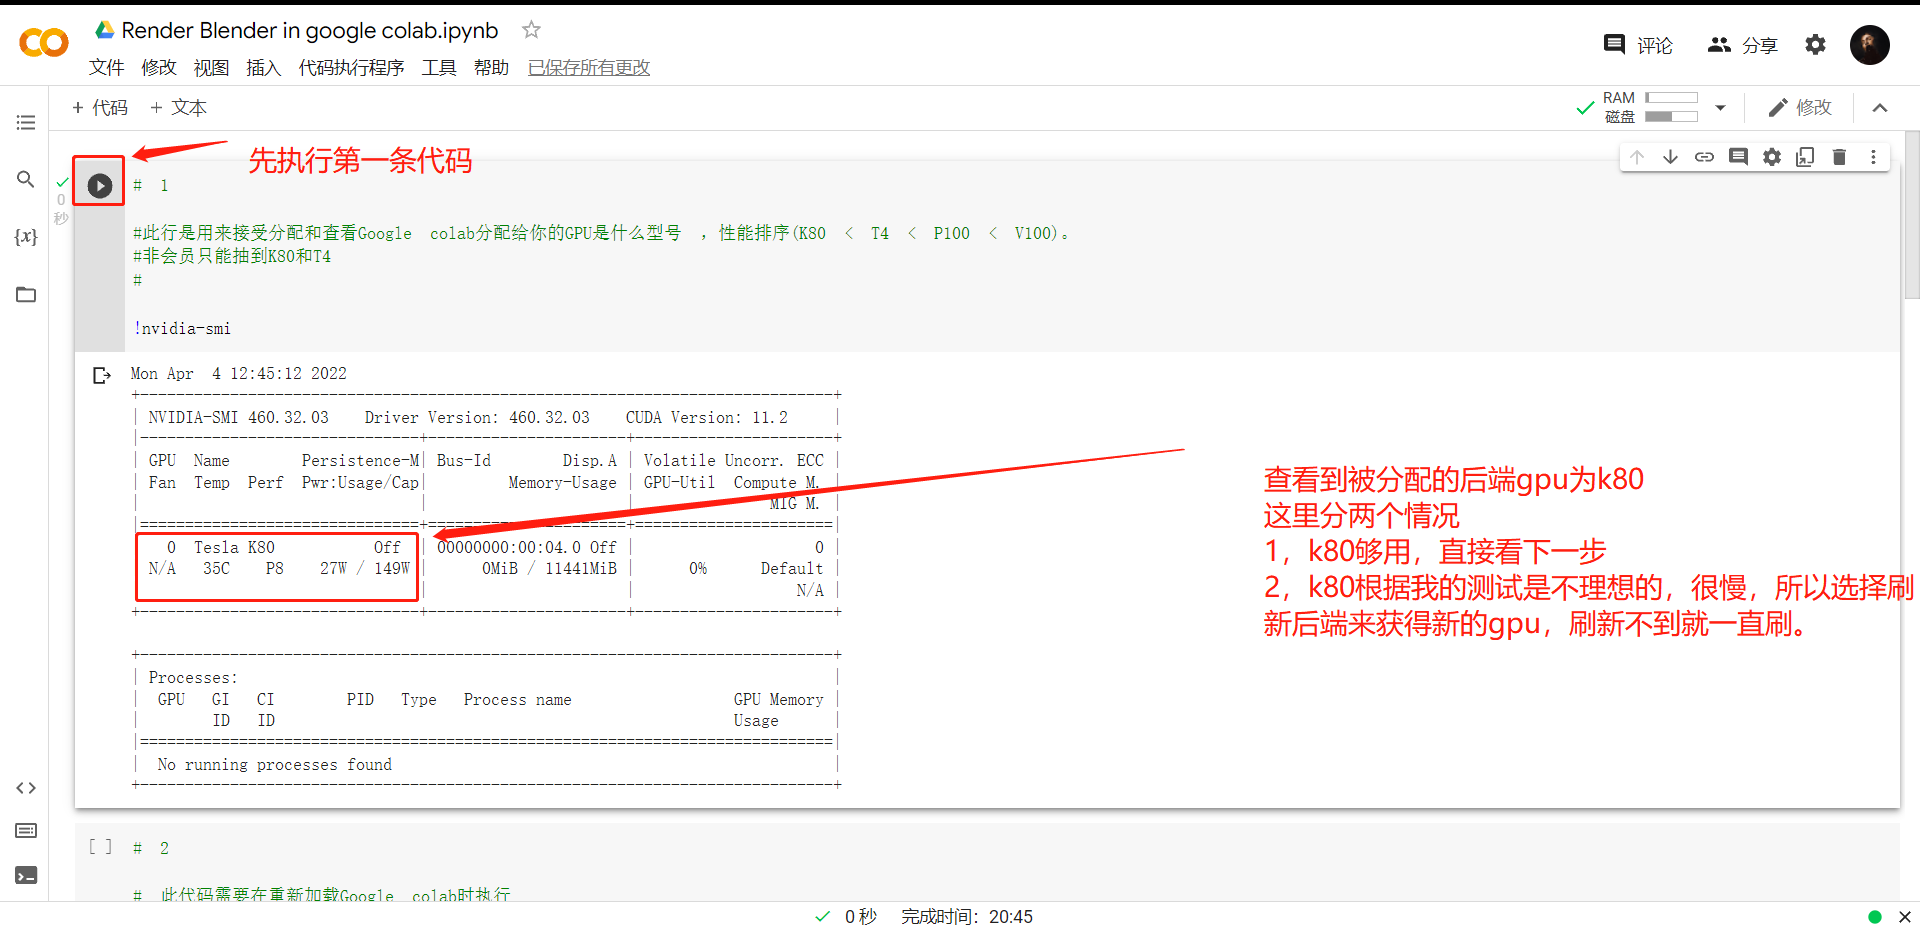 Render Blender in google colab.ipynb
文件 修改 视图 插入 代码执行程序 工具 帮助 已保存所有更改
评论 分享
+ 代码 + 文本
RAM
磁盘
修改
先执行第一条代码
0
秒
# 1
#此行是用来接受分配和查看Google colab分配给你的GPU是什么型号 ，性能排序(K80 < T4 < P100 < V100)。
#非会员只能抽到K80和T4
#
!nvidia-smi
Mon Apr 4 12:45:12 2022
NVIDIA-SMI 460.32.03 Driver Version: 460.32.03 CUDA Version: 11.2
GPU Name Persistence-M| Bus-Id Disp.A | Volatile Uncorr. ECC
Fan Temp Perf Pwr:Usage/Cap| Memory-Usage | GPU-Util Compute M.
MIG M.
0 Tesla K80 Off | 00000000:00:04.0 Off | 0
N/A 35C P8 27W / 149W | 0MiB / 11441MiB | 0% Default
N/A
Processes:
GPU GI CI PID Type Process name GPU Memory
ID ID Usage
No running processes found
查看到被分配的后端gpu为k80
这里分两个情况
1，k80够用，直接看下一步
2，k80根据我的测试是不理想的，很慢，所以选择刷
新后端来获得新的gpu，刷新不到就一直刷。
[ ] # 2
# 此代码需要在重新加载Google colab时执行
0 秒 完成时间：20:45